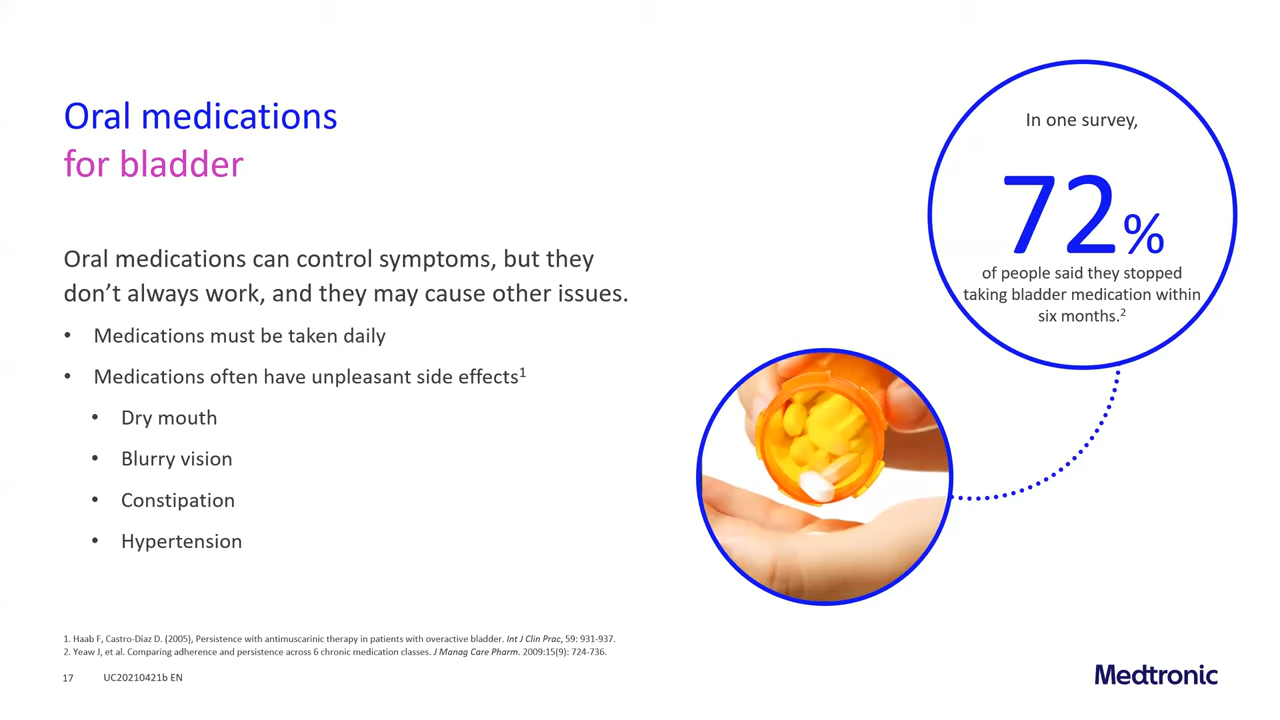 Oral medications
for bladder
Oral medications can control symptoms, but they
don’t always work, and they may cause other issues.
• Medications must be taken daily
• Medications often have unpleasant side effects¹
• Dry mouth
• Blurry vision
• Constipation
• Hypertension
In one survey,
72%
of people said they stopped
taking bladder medication within
six months.²
1. Haab F, Castro-Diaz D. (2005), Persistence with antimuscarinic therapy in patients with overactive bladder. Int J Clin Prac, 59: 931-937.
2. Yeaw J, et al. Comparing adherence and persistence across 6 chronic medication classes. J Manag Care Pharm. 2009:15(9): 724-736.
17 UC20210421b EN
Medtronic